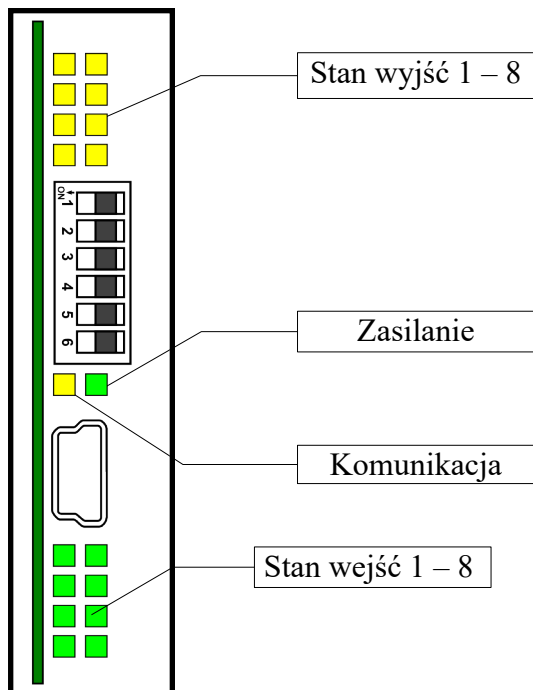 Stan wyjść 1 – 8
ON
1
2
3
4
5
6
Zasilanie
Komunikacja
Stan wejść 1 – 8